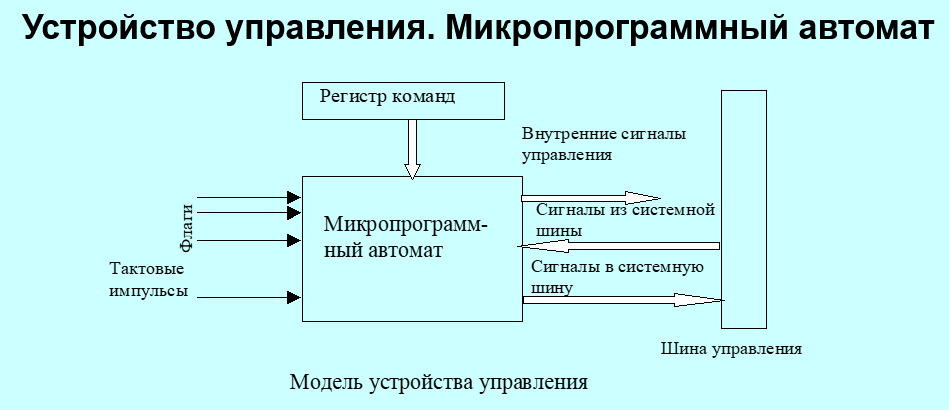 Устройство управления. Микропрограммный автомат
Регистр команд
Внутренние сигналы
управления
Флаги
Микропрограмм-
ный автомат
Сигналы из системной
шины
Тактовые
импульсы
Сигналы в системную
шину
Шина управления
Модель устройства управления